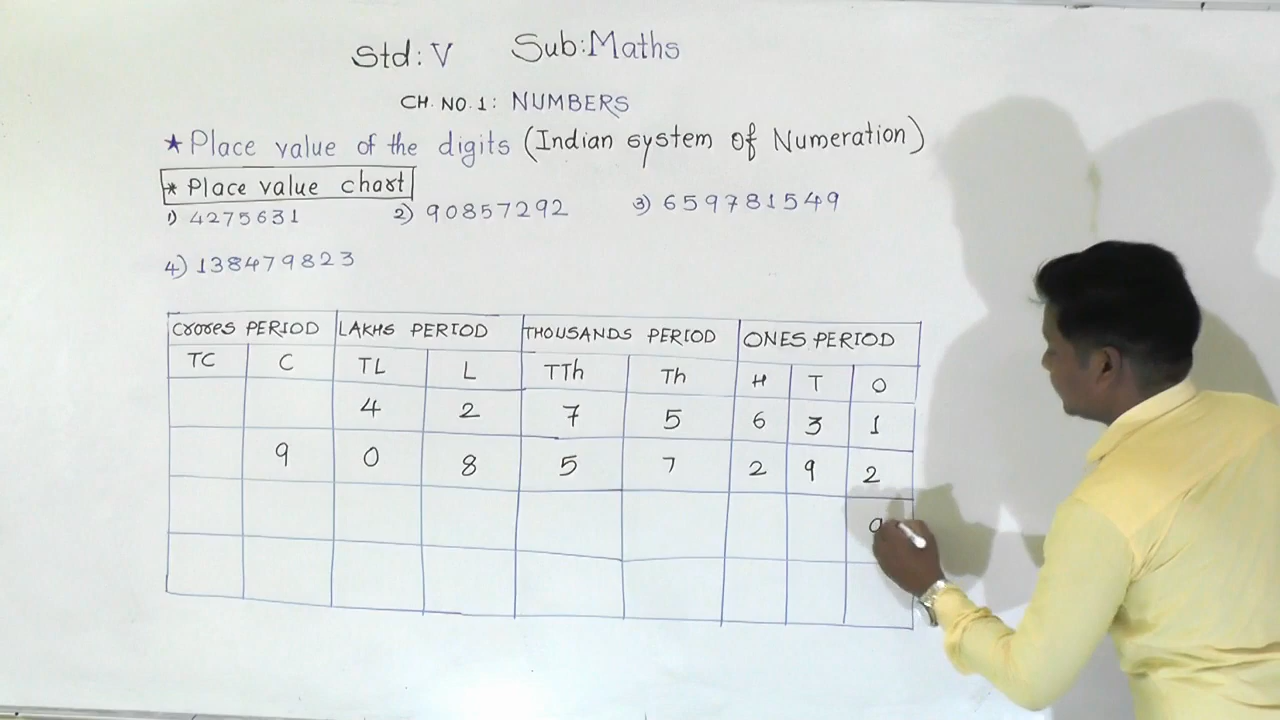 Std: V Sub: Maths
CH. NO. 1: NUMBERS
★ Place value of the digits (Indian system of Numeration)
* Place value chart
1) 4275631 2) 90857292 3) 659781549
4) 138479823
Crores PERIOD LAKHS PERIOD THOUSANDS PERIOD ONES PERIOD
TC C TL L TTh Th H T O
4 2 7 5 6 3 1
9 0 8 5 7 2 9 2